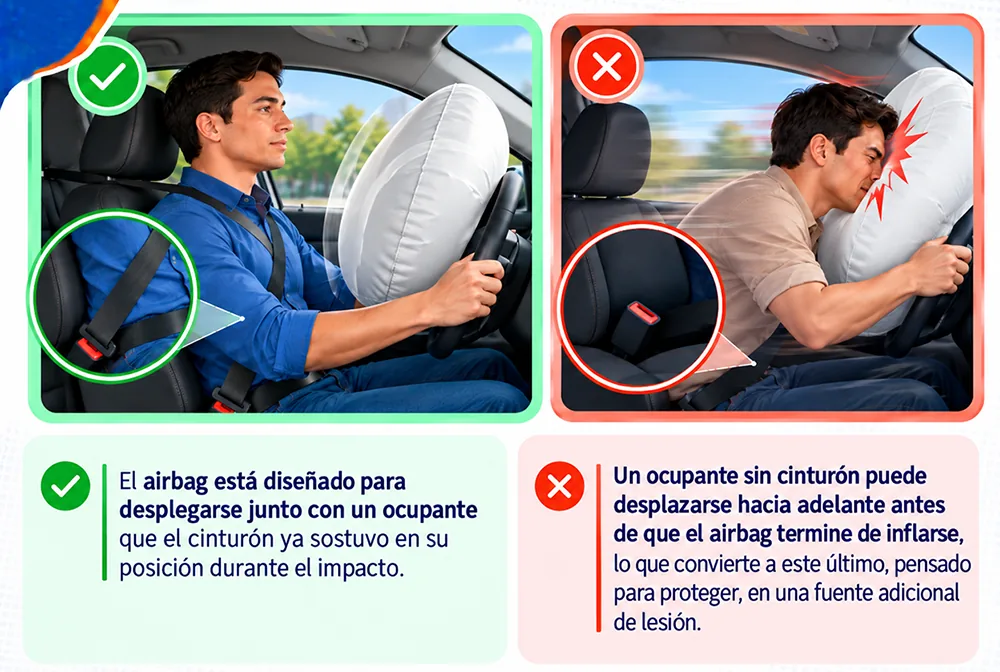 El airbag está diseñado para
desplegarse junto con un ocupante
que el cinturón ya sostuvo en su
posición durante el impacto.
Un ocupante sin cinturón puede
desplazarse hacia adelante antes
de que el airbag termine de inflarse,
lo que convierte a este último, pensado
para proteger, en una fuente adicional
de lesión.